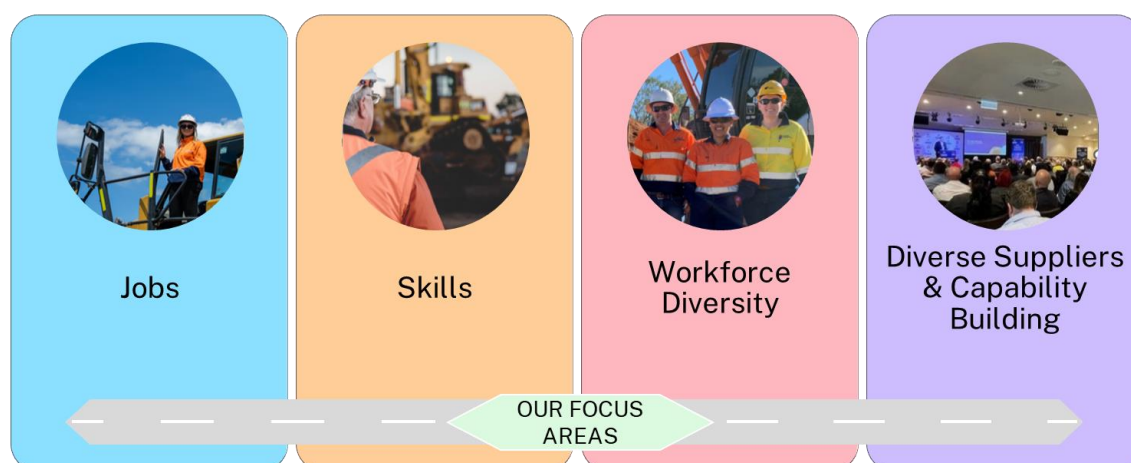 Jobs
Skills
Workforce
Diversity
Diverse Suppliers
& Capability
Building
OUR FOCUS
AREAS